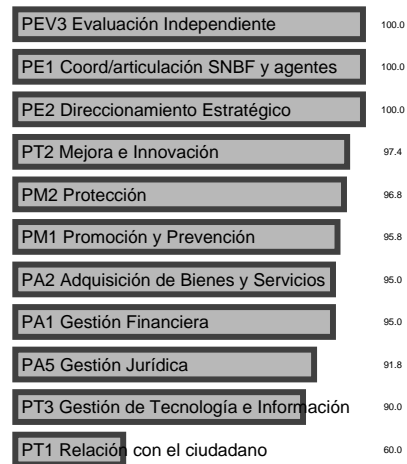 PEV3 Evaluación Independiente 100.0
PE1 Coord/articulación SNBF y agentes 100.0
PE2 Direccionamiento Estratégico 100.0
PT2 Mejora e Innovación 97.4
PM2 Protección 96.8
PM1 Promoción y Prevención 95.8
PA2 Adquisición de Bienes y Servicios 95.0
PA1 Gestión Financiera 95.0
PA5 Gestión Jurídica 91.8
PT3 Gestión de Tecnología e Información 90.0
PT1 Relación con el ciudadano 60.0